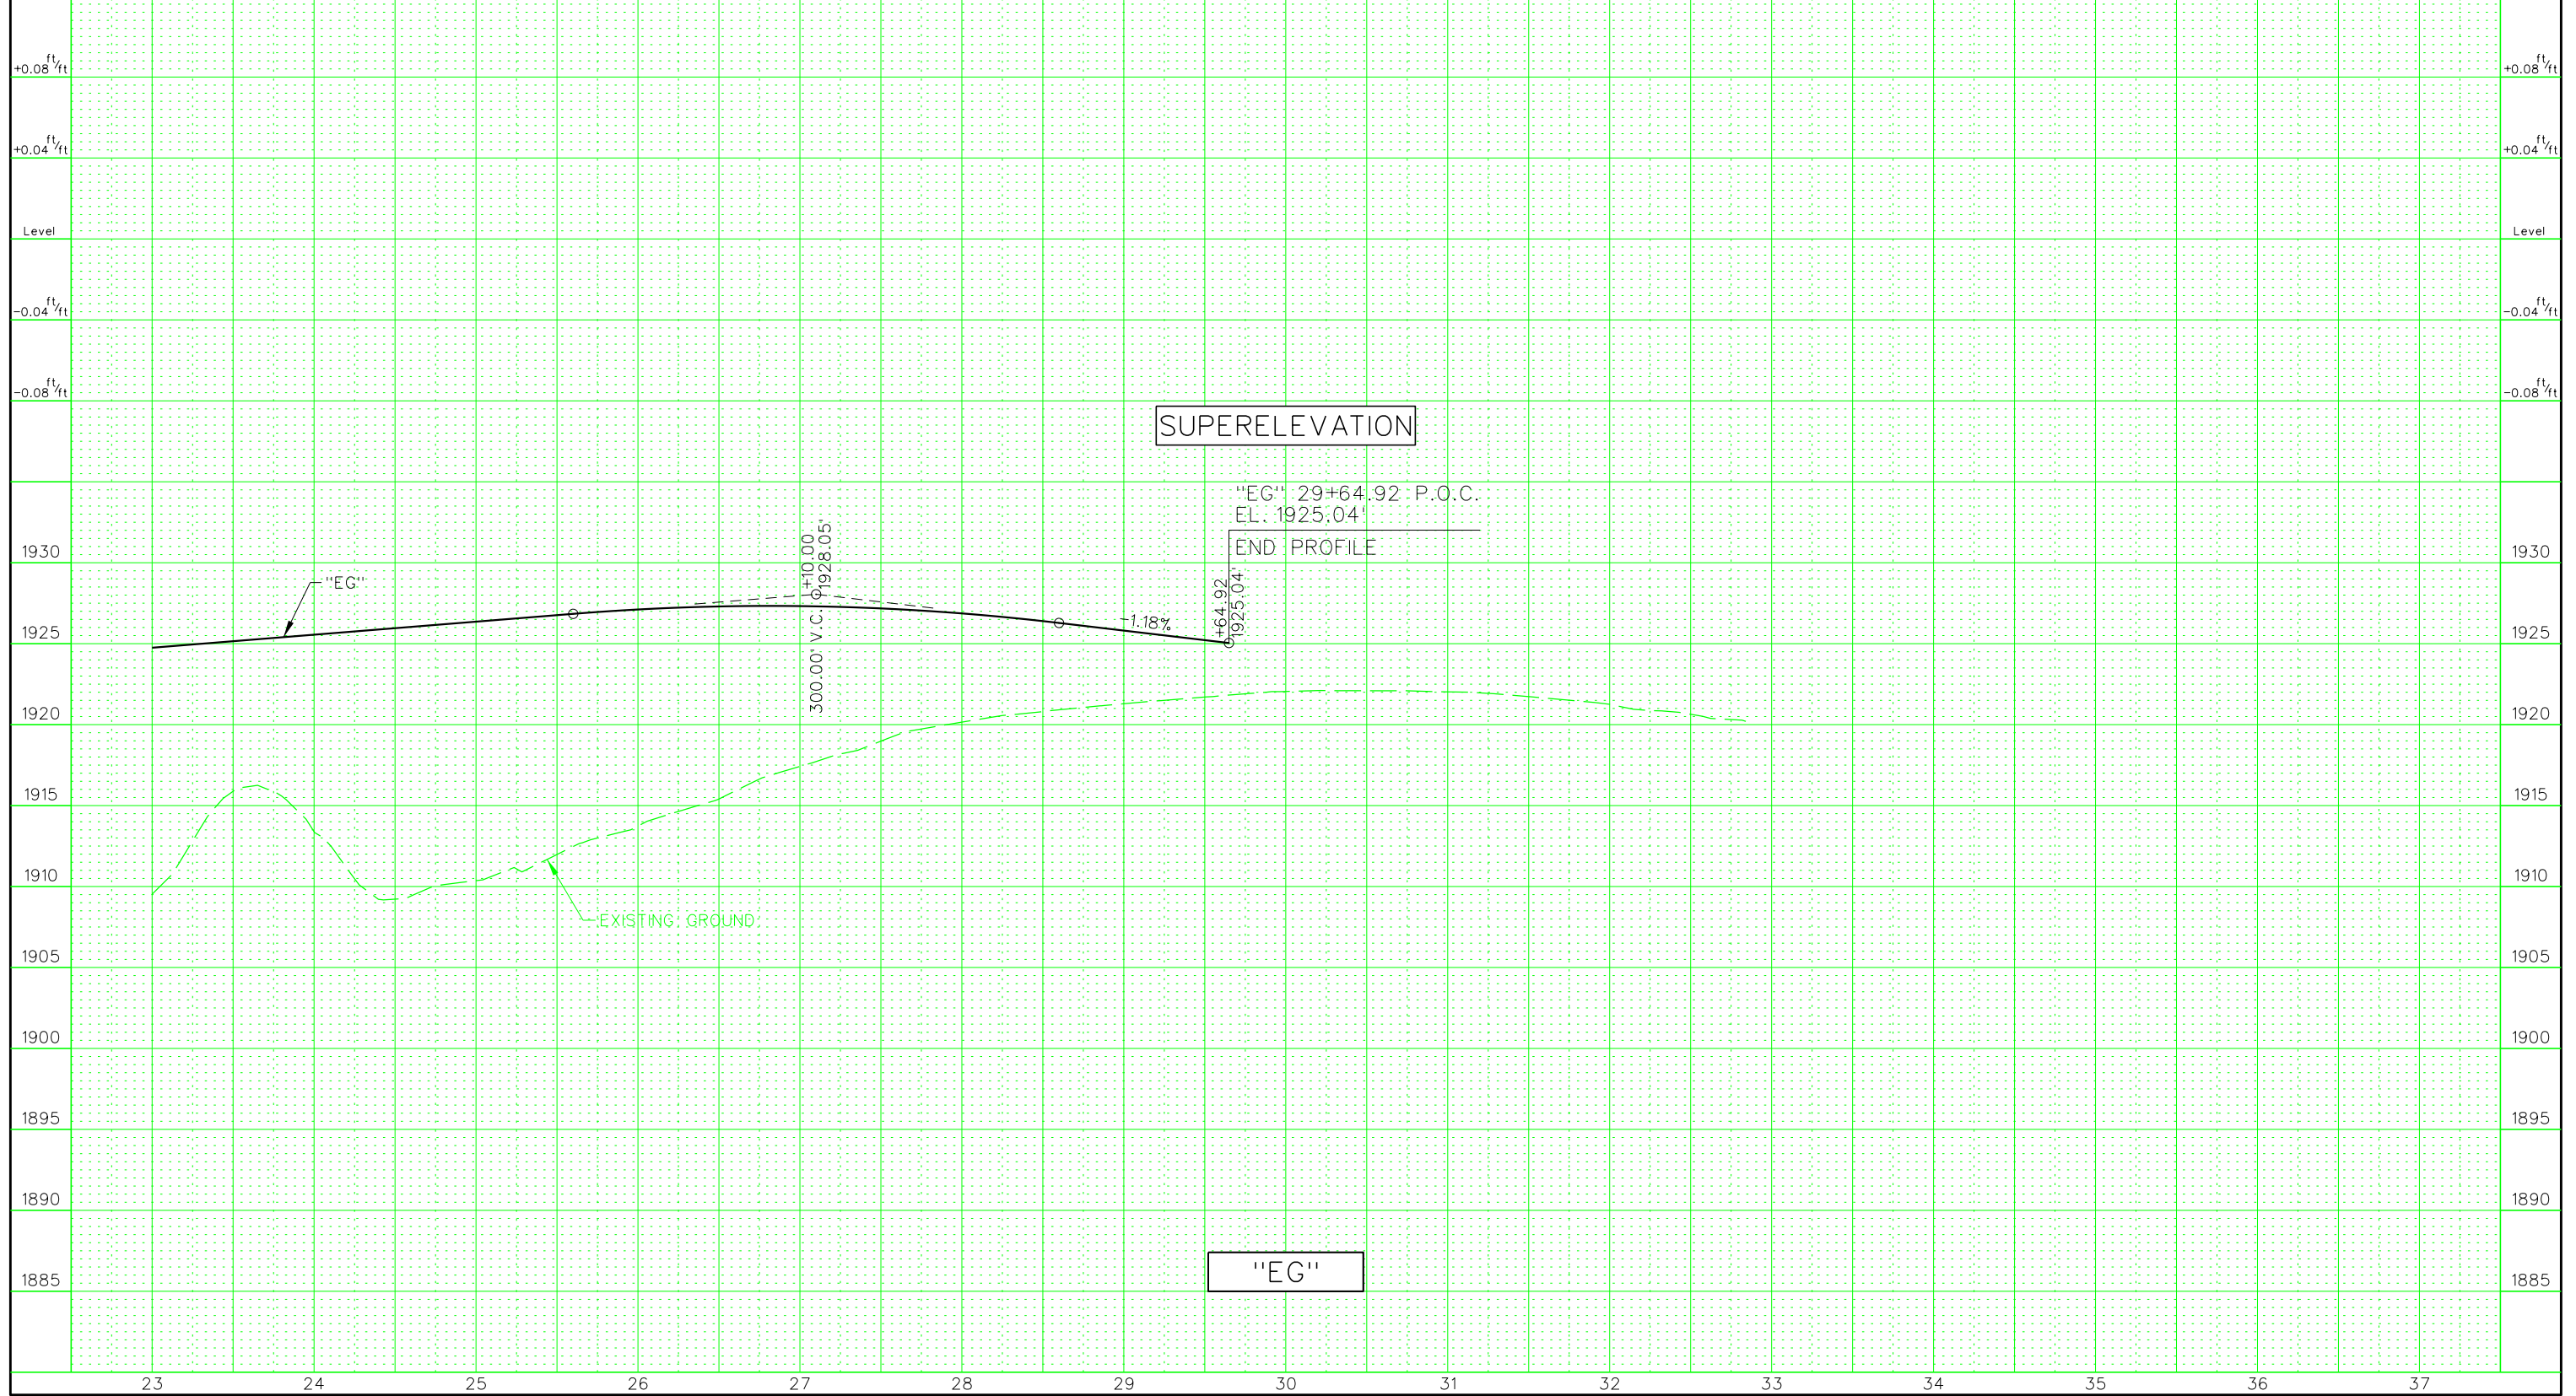 +0.08 ft/ft +0.08 ft/ft
+0.04 ft/ft +0.04 ft/ft
Level Level
-0.04 ft/ft -0.04 ft/ft
-0.08 ft/ft -0.08 ft/ft
SUPERELEVATION
"EG" 29+64.92 P.O.C.
EL. 1925.04'
END PROFILE
+10.00
1928.05'
300.00' V.C.
"EG"
-1.18%
+64.92
1925.04'
1930 1930
1925 1925
1920 1920
1915 1915
1910 1910
EXISTING GROUND
1905 1905
1900 1900
1895 1895
1890 1890
1885 1885
"EG"
23 24 25 26 27 28 29 30 31 32 33 34 35 36 37